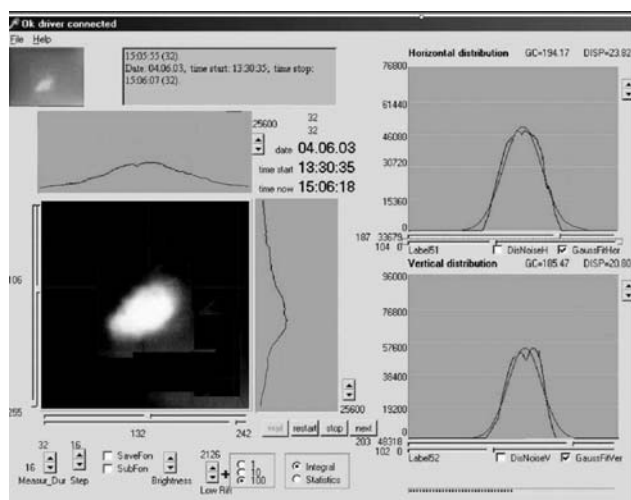 Ok driver connected
File Help
15:05:55 (32)
Date: 04.06.03, time start: 13:30:35; time stop:
15:06:07 (32)
25600 32
32
date 04.06.03
time start 13:30:35
time now 15:06:18
106
255
132 242
25600
restart stop next
32 16
16
Measur_Dur Step
SaveFon
SubFon
Brightness
2126
Low Rifi
+
1
10
100
Integral
Statistics
Horizontal distribution GC=194.17 DISP=23.82
76800
61440
46080
30720
15360
0
187 33679
104 0
Label51 DisNoiseH GaussFitHor
Vertical distribution GC=185.47 DISP=20.80
96000
76800
57600
38400
19200
0
203 48318
102 0
Label52 DisNoiseV GaussFitVer